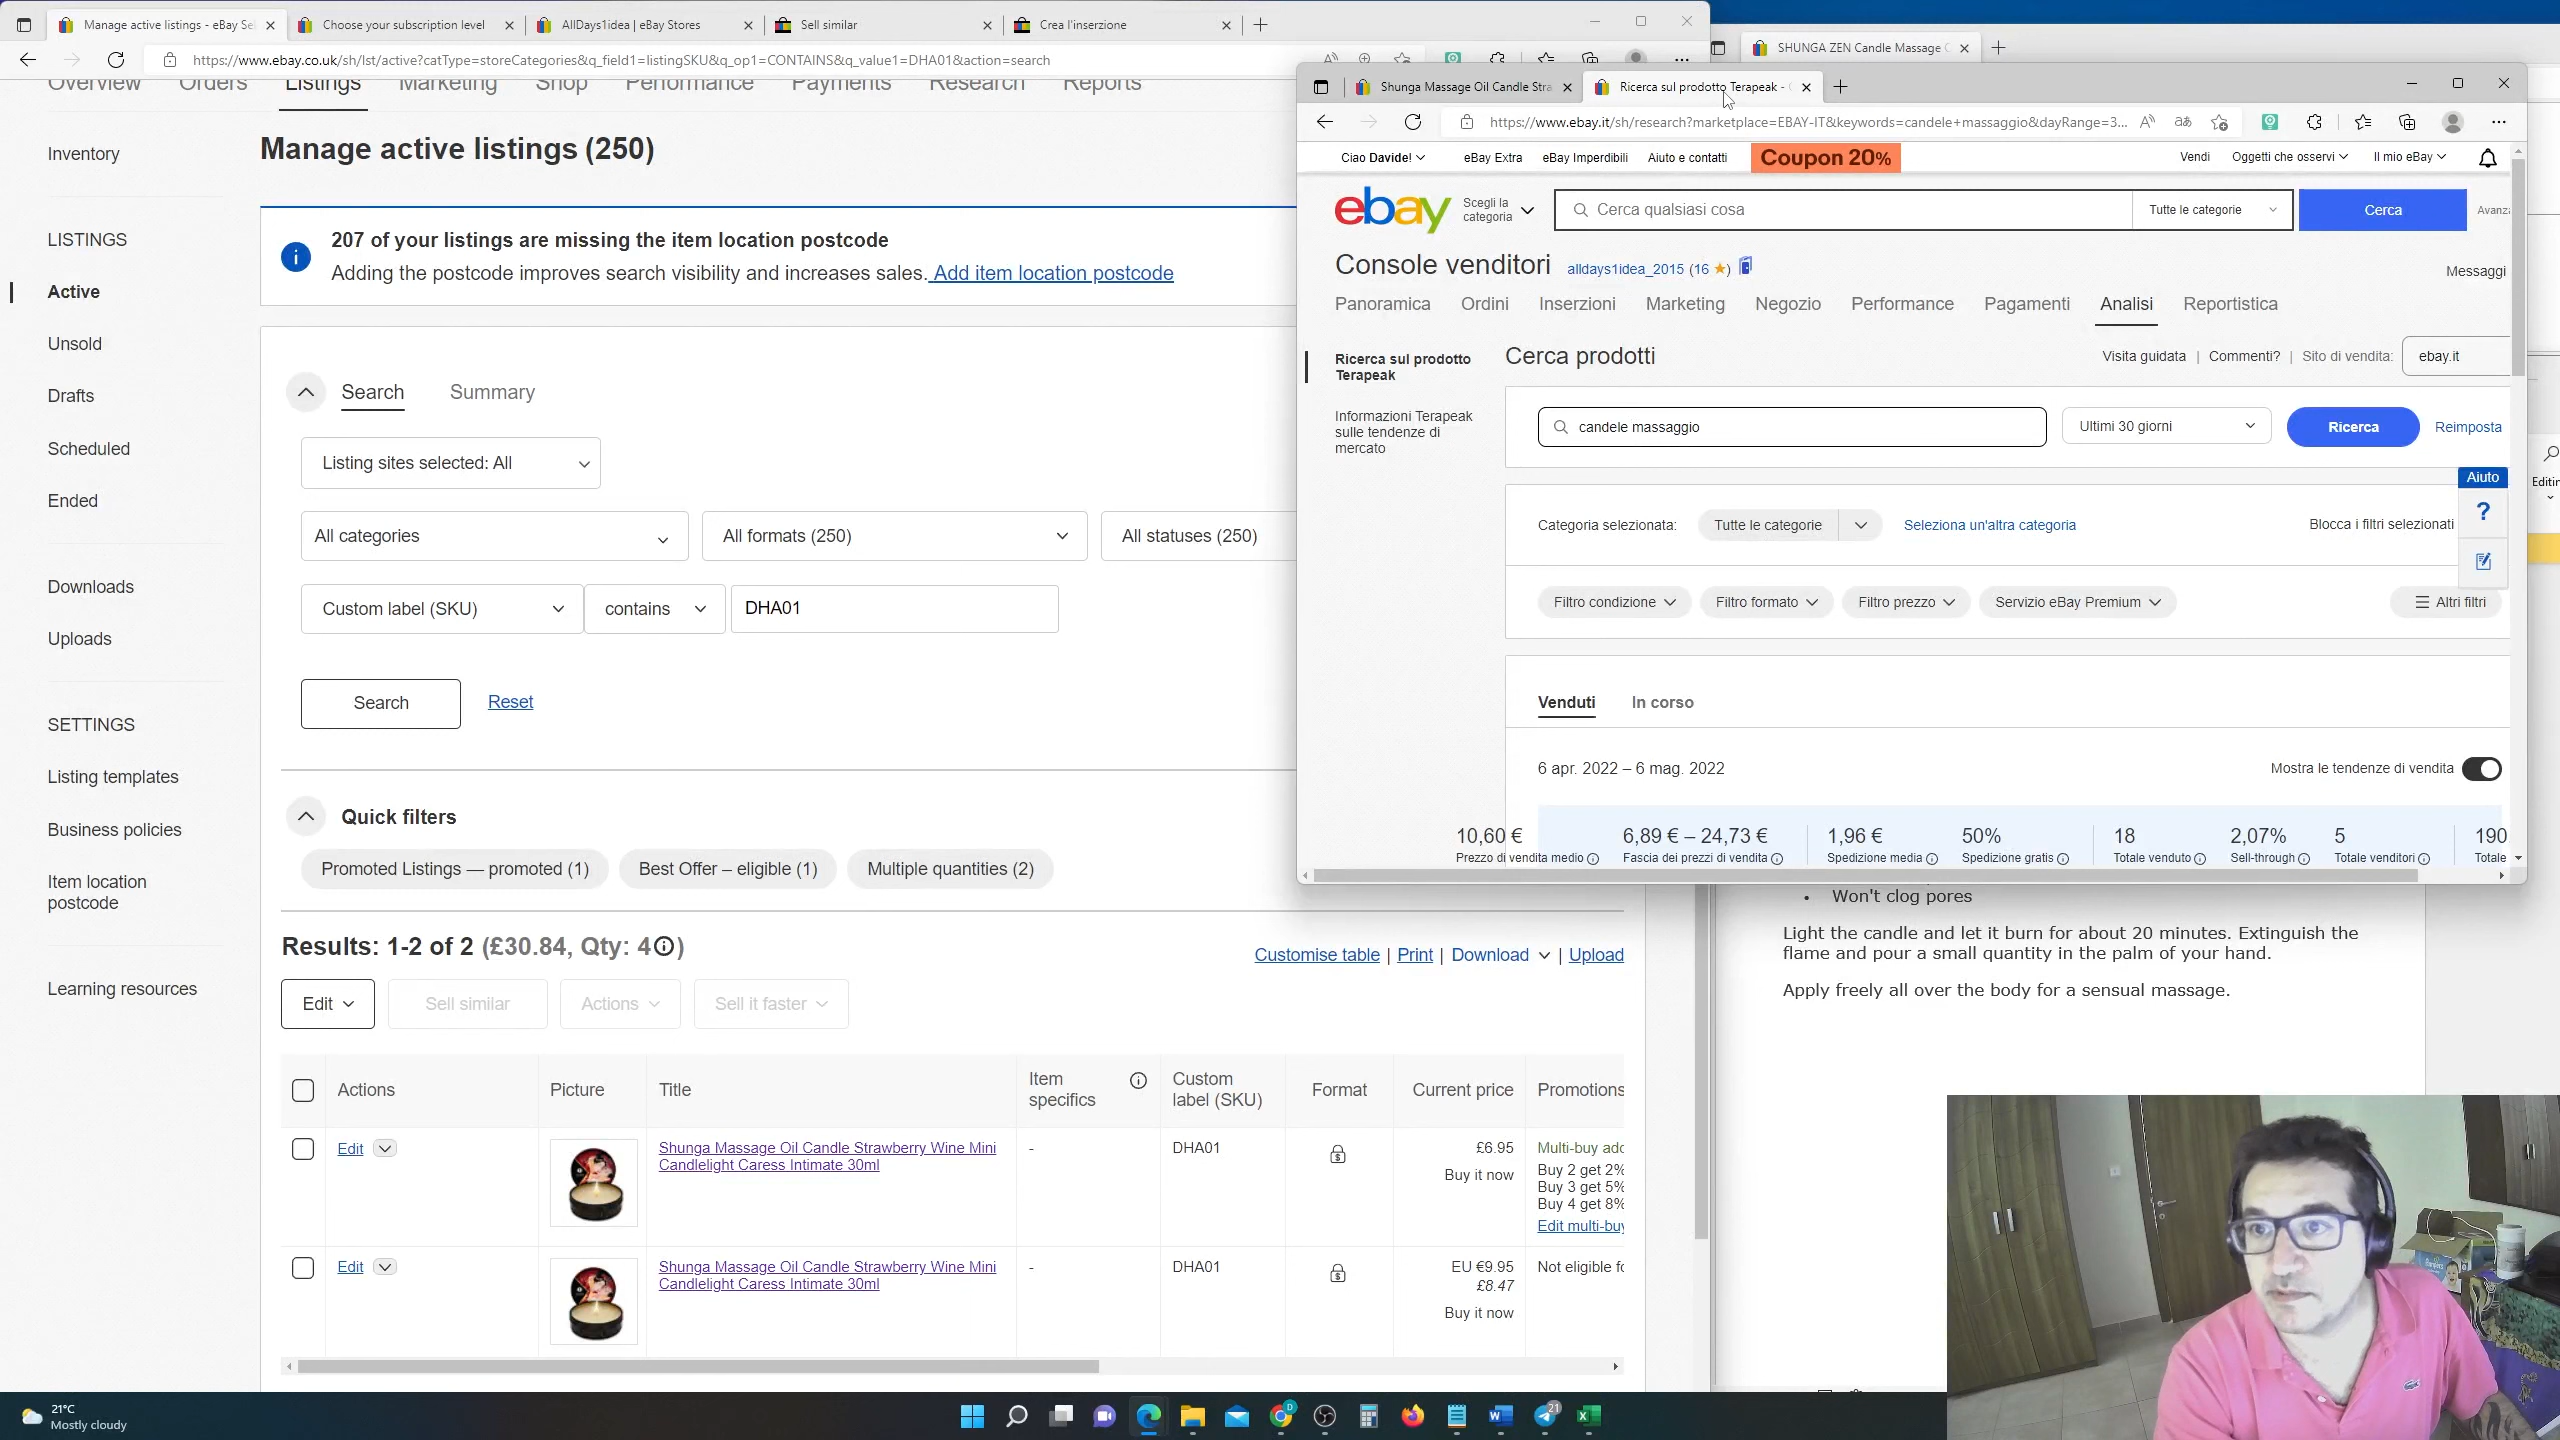 Manage active listings - eBay Se
Choose your subscription level
AllDays1idea | eBay Stores
Sell similar
Crea l'inserzione
https://www.ebay.co.uk/sh/lst/active?catType=storeCategories&q_field1=listingSKU&q_op1=CONTAINS&q_value1=DHA01&action=search
Overview
Orders
Listings
Marketing
Shop
Performance
Payments
Research
Reports
Inventory
LISTINGS
Active
Unsold
Drafts
Scheduled
Ended
Downloads
Uploads
SETTINGS
Listing templates
Business policies
Item location
postcode
Learning resources
Manage active listings (250)
207 of your listings are missing the item location postcode
Adding the postcode improves search visibility and increases sales. Add item location postcode
Search
Summary
Listing sites selected: All
All categories
All formats (250)
All statuses (250)
Custom label (SKU)
contains
DHA01
Search
Reset
Quick filters
Promoted Listings — promoted (1)
Best Offer – eligible (1)
Multiple quantities (2)
Results: 1-2 of 2 (£30.84, Qty: 4)
Customise table | Print | Download | Upload
Edit
Sell similar
Actions
Sell it faster
Actions
Picture
Title
Item
specifics
Custom
label (SKU)
Format
Current price
Promotions
Edit
Shunga Massage Oil Candle Strawberry Wine Mini
Candlelight Caress Intimate 30ml
-
DHA01
£6.95
Buy it now
Multi-buy add
Buy 2 get 2%
Buy 3 get 5%
Buy 4 get 8%
Edit multi-buy
Edit
Shunga Massage Oil Candle Strawberry Wine Mini
Candlelight Caress Intimate 30ml
-
DHA01
EU €9.95
£8.47
Buy it now
Not eligible fo
SHUNGA ZEN Candle Massage
Shunga Massage Oil Candle Stra
Ricerca sul prodotto Terapeak -
https://www.ebay.it/sh/research?marketplace=EBAY-IT&keywords=candele+massaggio&dayRange=3...
Ciao Davide!
eBay Extra
eBay Imperdibili
Aiuto e contatti
Coupon 20%
Vendi
Oggetti che osservi
Il mio eBay
ebay
Scegli la
categoria
Cerca qualsiasi cosa
Tutte le categorie
Cerca
Avanza
Console venditori
alldays1idea_2015 (16
Messaggi
Panoramica
Ordini
Inserzioni
Marketing
Negozio
Performance
Pagamenti
Analisi
Reportistica
Ricerca sul prodotto
Terapeak
Informazioni Terapeak
sulle tendenze di
mercato
Cerca prodotti
Visita guidata | Commenti? | Sito di vendita:
ebay.it
candele massaggio
Ultimi 30 giorni
Ricerca
Reimposta
Aiuto
?
Categoria selezionata:
Tutte le categorie
Seleziona un'altra categoria
Blocca i filtri selezionati
Filtro condizione
Filtro formato
Filtro prezzo
Servizio eBay Premium
Altri filtri
Venduti
In corso
6 apr. 2022 – 6 mag. 2022
Mostra le tendenze di vendita
10,60 €
Prezzo di vendita medio
6,89 € – 24,73 €
Fascia dei prezzi di vendita
1,96 €
Spedizione media
50%
Spedizione gratis
18
Totale venduto
2,07%
Sell-through
5
Totale venditori
190
Totale
Editin
• Won't clog pores
Light the candle and let it burn for about 20 minutes. Extinguish the
flame and pour a small quantity in the palm of your hand.
Apply freely all over the body for a sensual massage.
21°C
Mostly cloudy
21